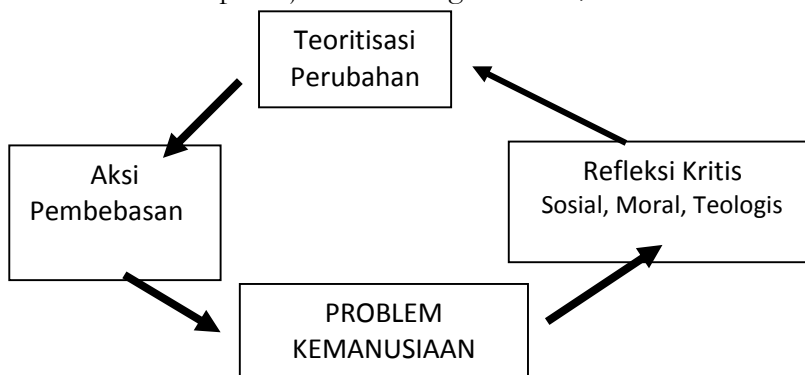 Teoritisasi
Perubahan
Aksi
Pembebasan
Refleksi Kritis
Sosial, Moral, Teologis
PROBLEM
KEMANUSIAAN